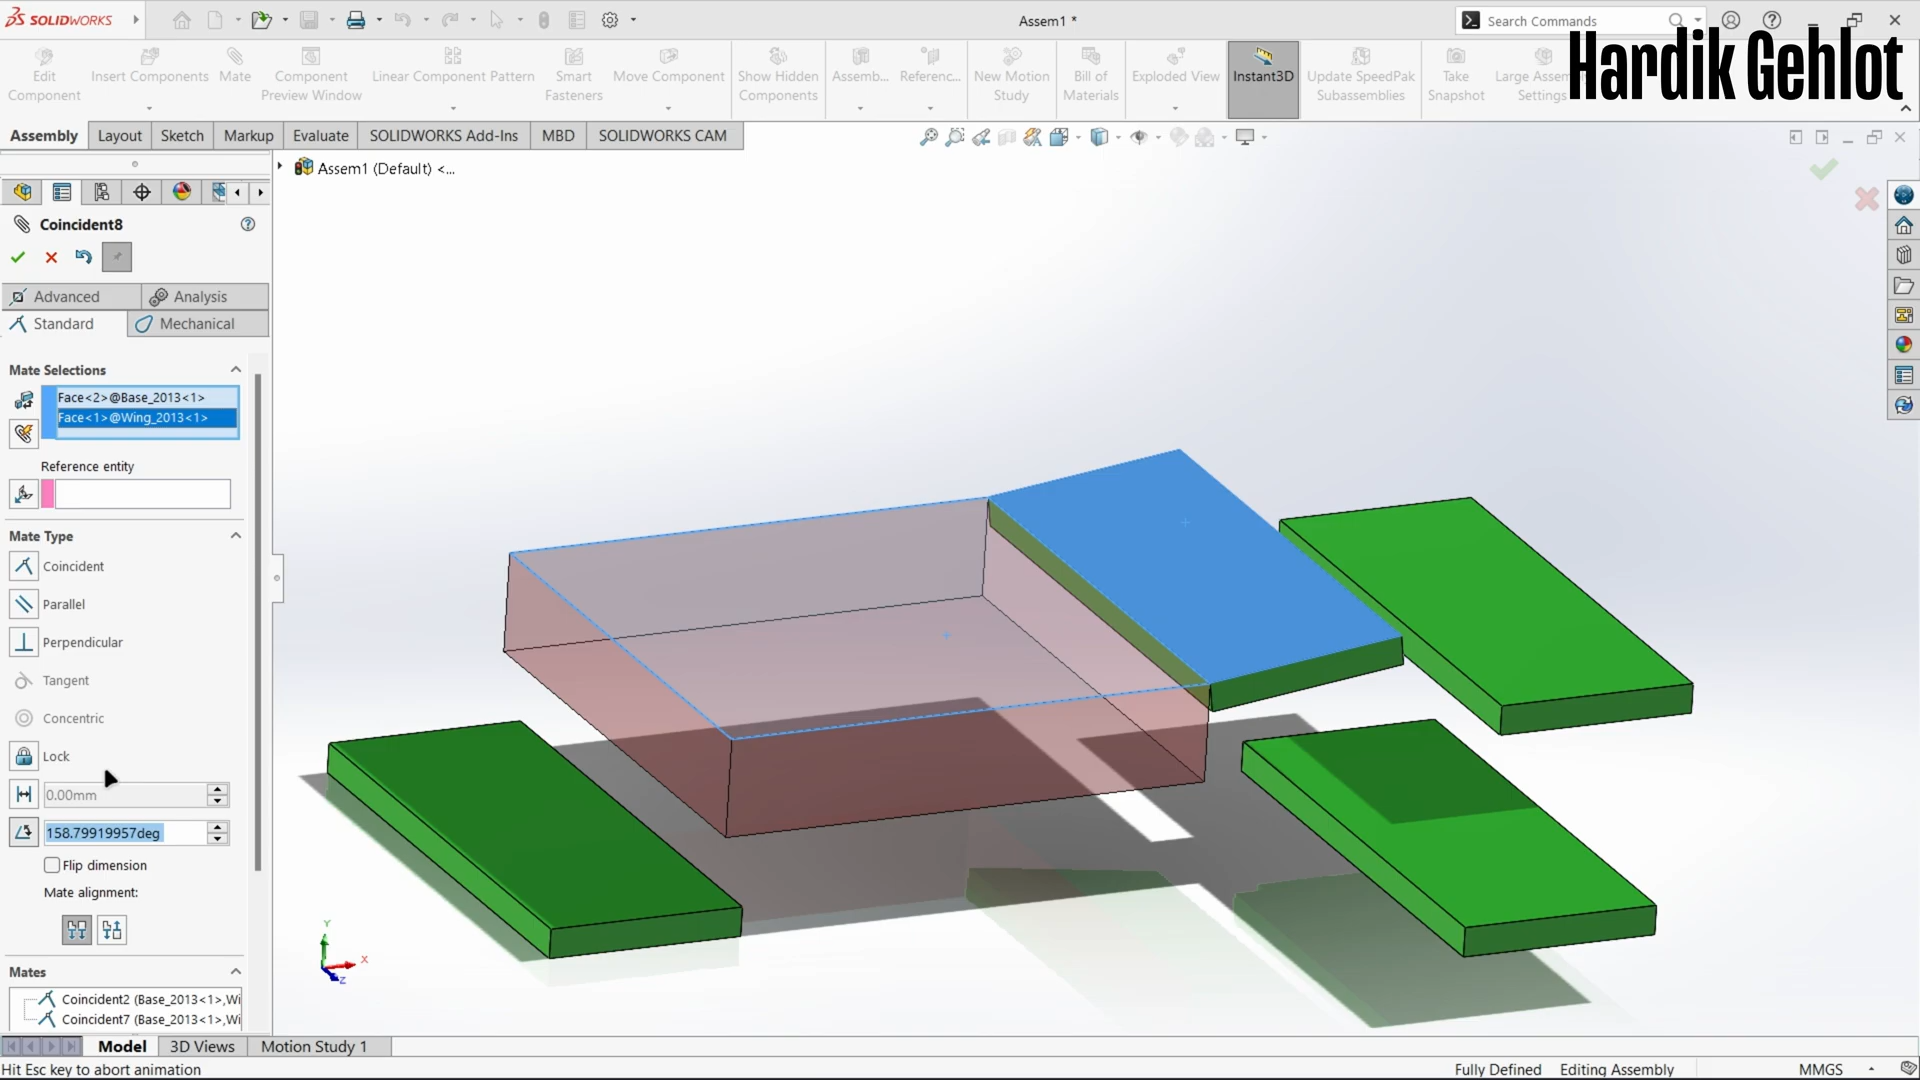 SOLIDWORKS
Assem1 *
Search Commands
Hardik Gehlot
Edit Component
Insert Components
Mate
Component Preview Window
Linear Component Pattern
Smart Fasteners
Move Component
Show Hidden Components
Assemb...
Referenc...
New Motion Study
Bill of Materials
Exploded View
Instant3D
Update SpeedPak Subassemblies
Take Snapshot
Large Assem
Settings
Assembly
Layout
Sketch
Markup
Evaluate
SOLIDWORKS Add-Ins
MBD
SOLIDWORKS CAM
Assem1 (Default) <...
Coincident8
Advanced
Analysis
Standard
Mechanical
Mate Selections
Face<2>@Base_2013<1>
Face<1>@Wing_2013<1>
Reference entity
Mate Type
Coincident
Parallel
Perpendicular
Tangent
Concentric
Lock
0.00mm
158.79919957deg
Flip dimension
Mate alignment:
Mates
Coincident2 (Base_2013<1>,Wi
Coincident7 (Base_2013<1>,Wi
Y
X
Z
Model
3D Views
Motion Study 1
Hit Esc key to abort animation
Fully Defined
Editing Assembly
MMGS